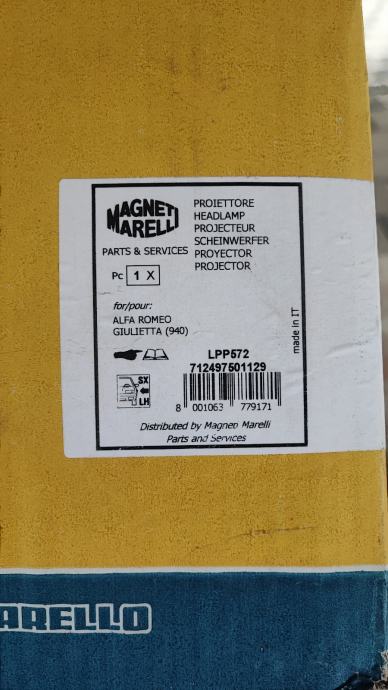 MAGNETI
MARELLI
PARTS & SERVICES
Pc 1 X
PROIETTORE
HEADLAMP
PROJECTEUR
SCHEINWERFER
PROYECTOR
PROJECTOR
for/pour:
ALFA ROMEO
GIULIETTA (940)
made in IT
LPP572
712497501129
SX
LH
8 001063 779171
Distributed by Magneti Marelli
Parts and Services
ARELLO